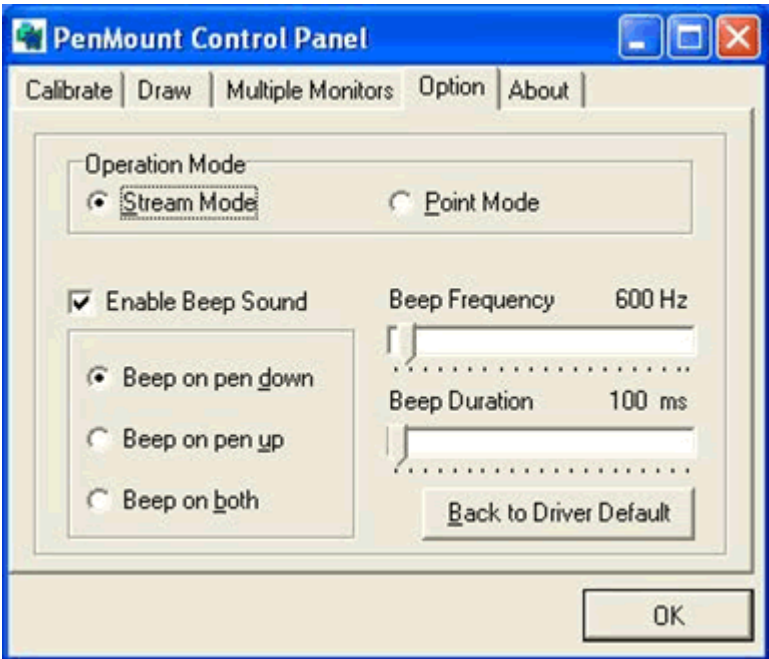 PenMount Control Panel
Calibrate Draw Multiple Monitors Option About
Operation Mode
Stream Mode Point Mode
Enable Beep Sound Beep Frequency 600 Hz
Beep on pen down
Beep Duration 100 ms
Beep on pen up
Beep on both
Back to Driver Default
OK